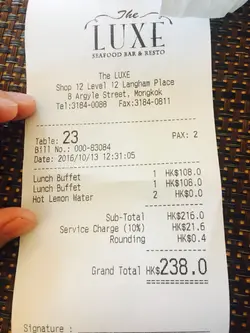 The
LUXE
SEAFOOD BAR & RESTO
The LUXE
Shop 12 Level 12 Langham Place
8 Argyle Street, Mongkok
Tel:3184-0088 Fax:3184-0811
Table: 23 PAX: 2
Bill No.: 000-83084
Date: 2016/10/13 12:31:05
Lunch Buffet 1 HK$108.0
Lunch Buffet 1 HK$108.0
Hot Lemon Water 2 HK$0.0
Sub-Total HK$216.0
Service Charge (10%) HK$21.6
Rounding HK$0.4
Grand Total HK$238.0
Signature :